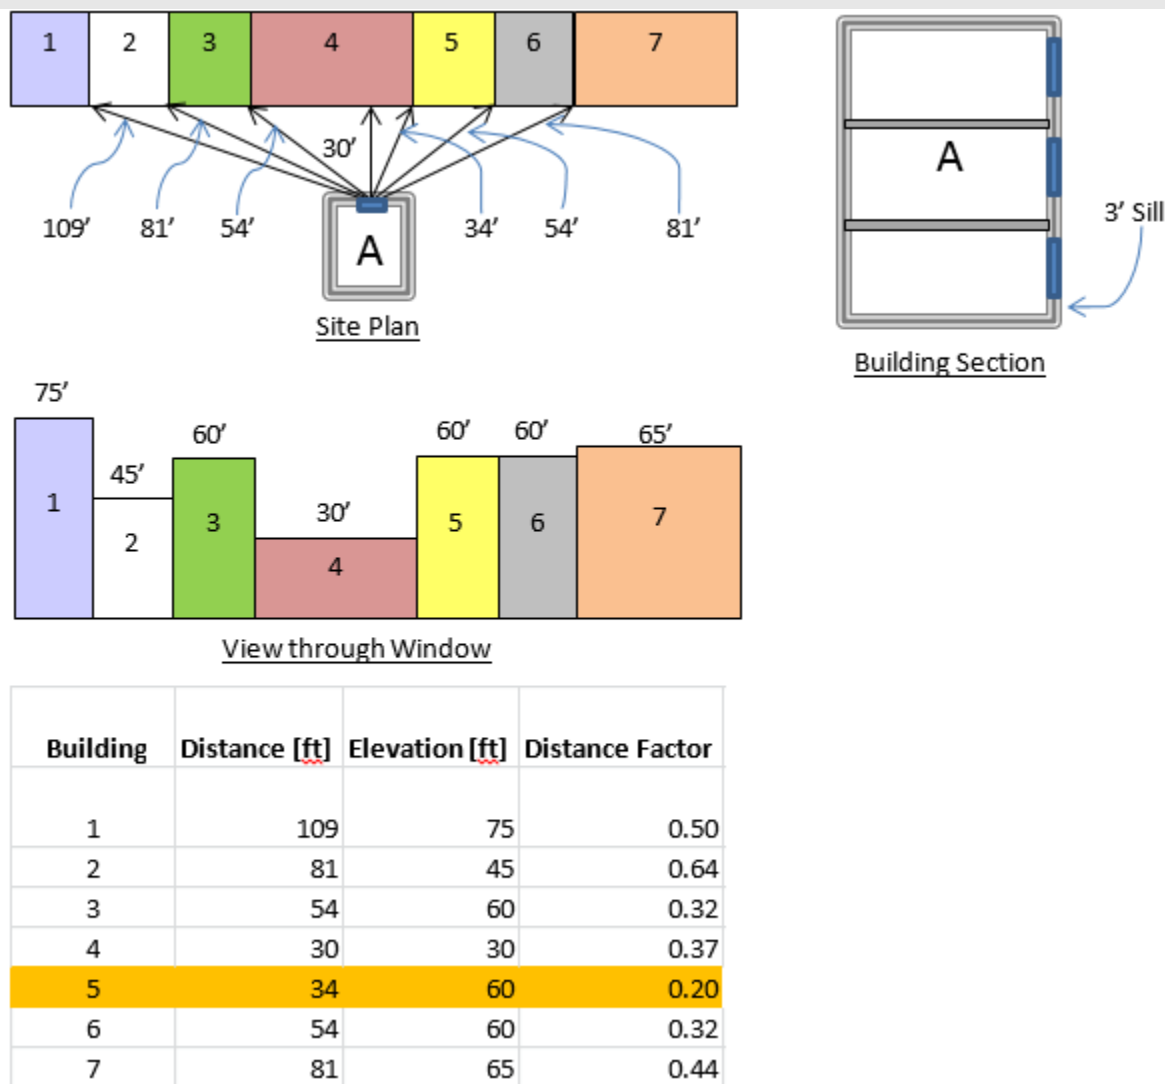 1 2 3 4 5 6 7
30′
109′ 81′ 54′ 34′ 54′ 81′
A
Site Plan
A
3′ Sill
Building Section
75′
45′
60′
30′
60′
60′
65′
1 2 3 4 5 6 7
View through Window
Building Distance [ft] Elevation [ft] Distance Factor
1 109 75 0.50
2 81 45 0.64
3 54 60 0.32
4 30 30 0.37
5 34 60 0.20
6 54 60 0.32
7 81 65 0.44